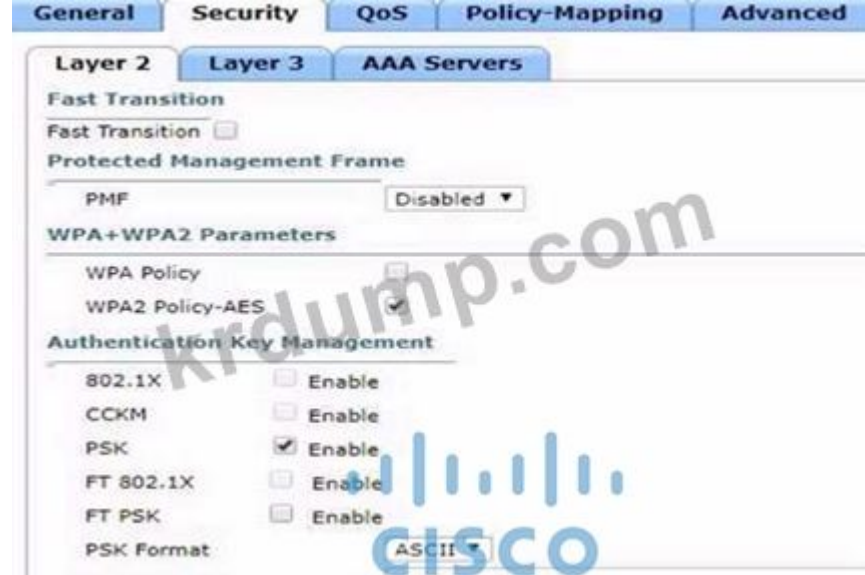 General Security QoS Policy-Mapping Advanced
Layer 2 Layer 3 AAA Servers
Fast Transition
Fast Transition
Protected Management Frame
PMF Disabled
WPA+WPA2 Parameters
WPA Policy
WPA2 Policy-AES
Authentication Key Management
802.1X Enable
CCKM Enable
PSK Enable
FT 802.1X Enable
FT PSK Enable
PSK Format ASCII
krdump.com
CISCO